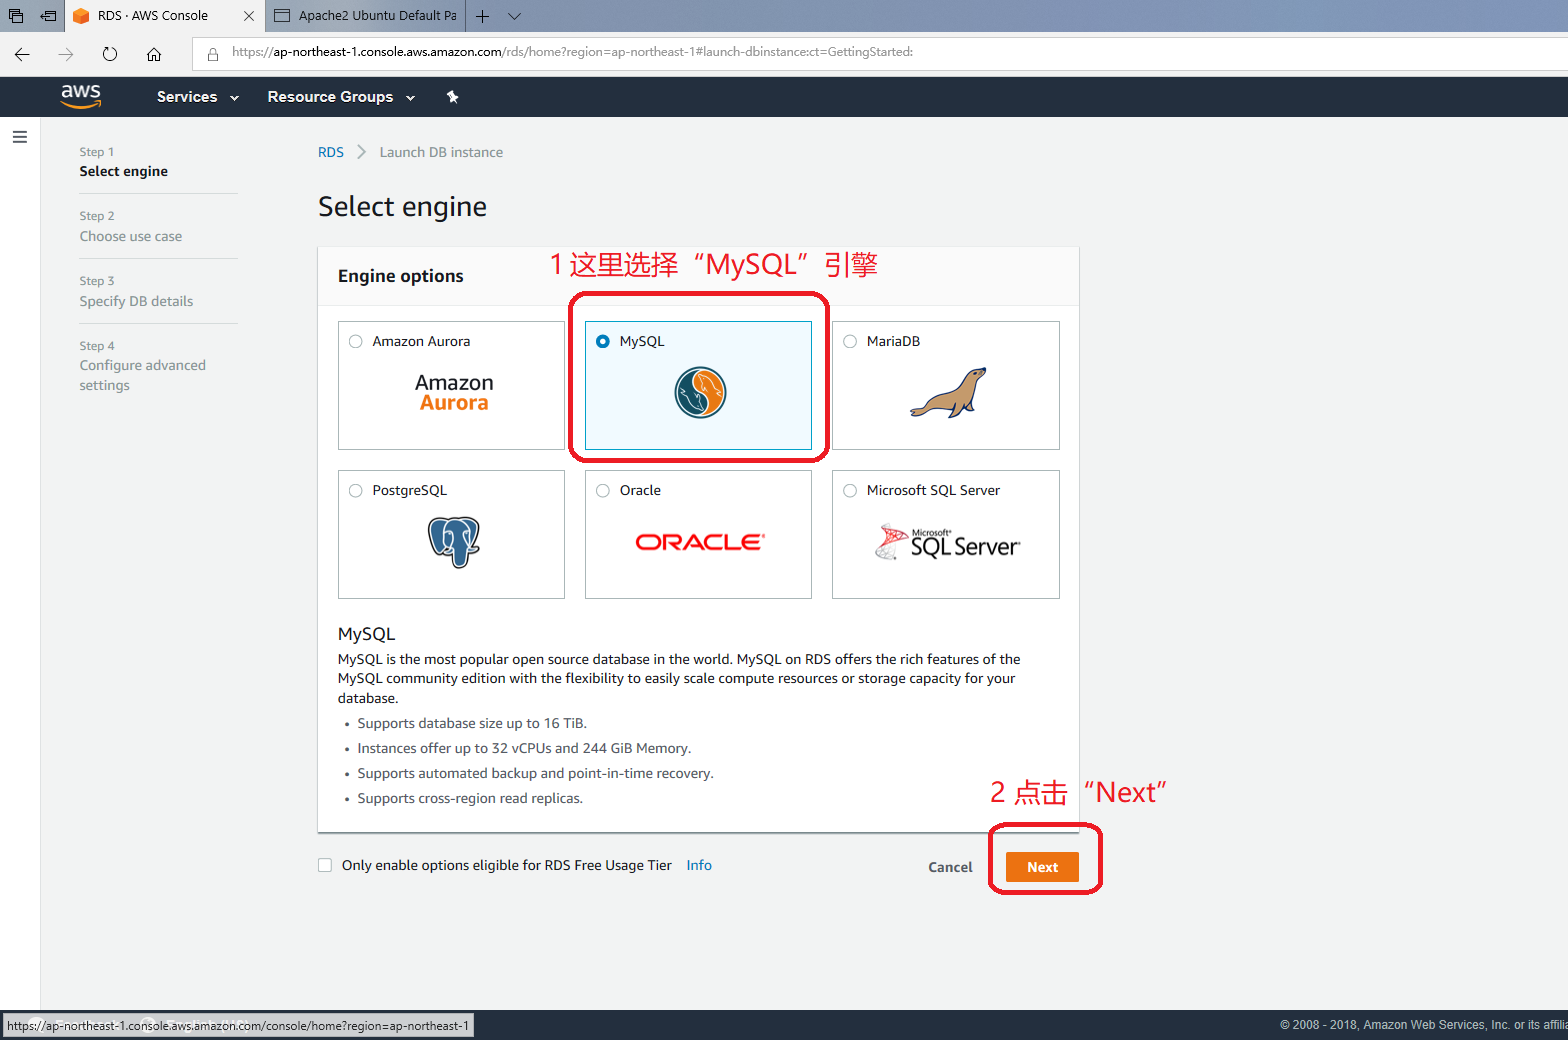 RDS · AWS Console
Apache2 Ubuntu Default Pa
https://ap-northeast-1.console.aws.amazon.com/rds/home?region=ap-northeast-1#launch-dbinstance:ct=GettingStarted:
aws
Services
Resource Groups
Step 1
Select engine
Step 2
Choose use case
Step 3
Specify DB details
Step 4
Configure advanced
settings
RDS
Launch DB instance
Select engine
Engine options
1 这里选择“MySQL”引擎
Amazon Aurora
Amazon
Aurora
MySQL
MariaDB
PostgreSQL
Oracle
ORACLE
Microsoft SQL Server
Microsoft
SQL Server
MySQL
MySQL is the most popular open source database in the world. MySQL on RDS offers the rich features of the
MySQL community edition with the flexibility to easily scale compute resources or storage capacity for your
database.
• Supports database size up to 16 TiB.
• Instances offer up to 32 vCPUs and 244 GiB Memory.
• Supports automated backup and point-in-time recovery.
• Supports cross-region read replicas.
2 点击“Next”
Only enable options eligible for RDS Free Usage Tier
Info
Cancel
Next
https://ap-northeast-1.console.aws.amazon.com/console/home?region=ap-northeast-1
© 2008 - 2018, Amazon Web Services, Inc. or its affilia